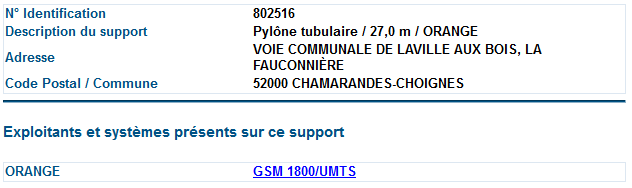 N° Identification 802516
Description du support Pylône tubulaire / 27,0 m / ORANGE
Adresse VOIE COMMUNALE DE LAVILLE AUX BOIS, LA
FAUCONNIÈRE
Code Postal / Commune 52000 CHAMARANDES-CHOIGNES
Exploitants et systèmes présents sur ce support
ORANGE GSM 1800/UMTS